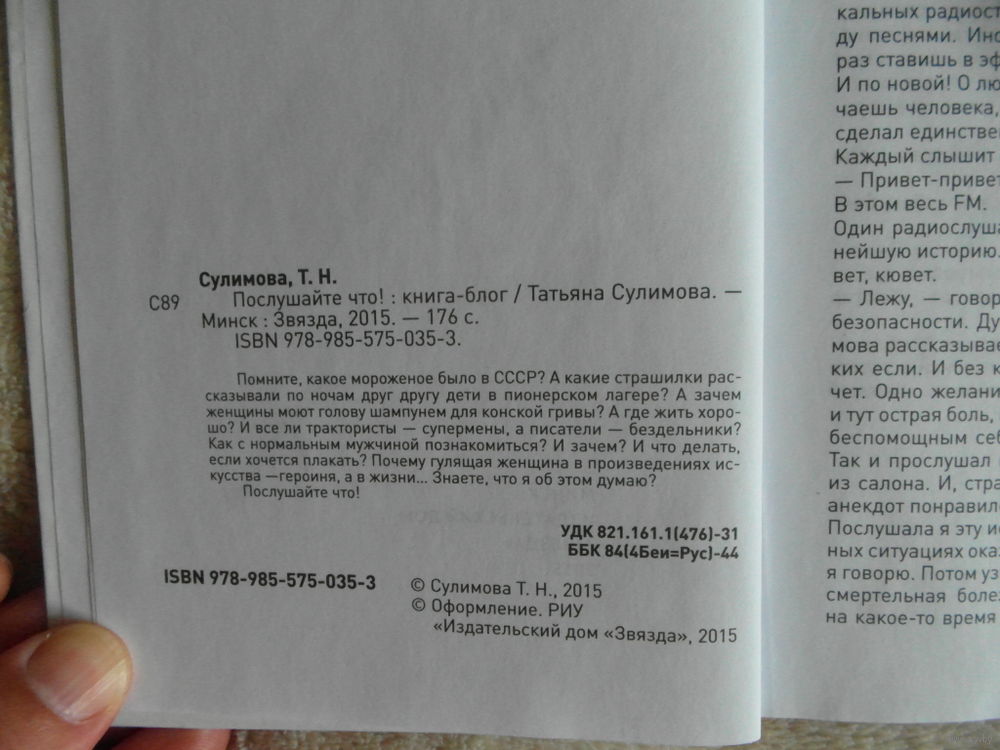 Сулимова, Т. Н.
С89
Послушайте что! : книга-блог / Татьяна Сулимова. —
Минск : Звязда, 2015. — 176 с.
ISBN 978-985-575-035-3.
Помните, какое мороженое было в СССР? А какие страшилки рас-
сказывали по ночам друг другу дети в пионерском лагере? А зачем
женщины моют голову шампунем для конской гривы? А где жить хоро-
шо? И все ли трактористы — супермены, а писатели — бездельники?
Как с нормальным мужчиной познакомиться? И зачем? И что делать,
если хочется плакать? Почему гулящая женщина в произведениях ис-
кусства —героиня, а в жизни... Знаете, что я об этом думаю?
Послушайте что!
УДК 821.161.1(476)-31
ББК 84(4Беи=Рус)-44
ISBN 978-985-575-035-3
© Сулимова Т. Н., 2015
© Оформление. РИУ
«Издательский дом «Звязда», 2015
кальных радиост
ду песнями. Инс
раз ставишь в эф
И по новой! О лю
чаешь человека,
сделал единстве
Каждый слышит
— Привет-привет
В этом весь FM.
Один радиослуша
нейшую историю.
вет, кювет.
— Лежу, — говор
безопасности. Ду
мова рассказывае
ких если. И без к
чет. Одно желани
и тут острая боль,
беспомощным себ
Так и прослушал
из салона. И, стра
анекдот понравил
Послушала я эту ис
ных ситуациях ока
я говорю. Потом уз
смертельная болез
на какое-то время